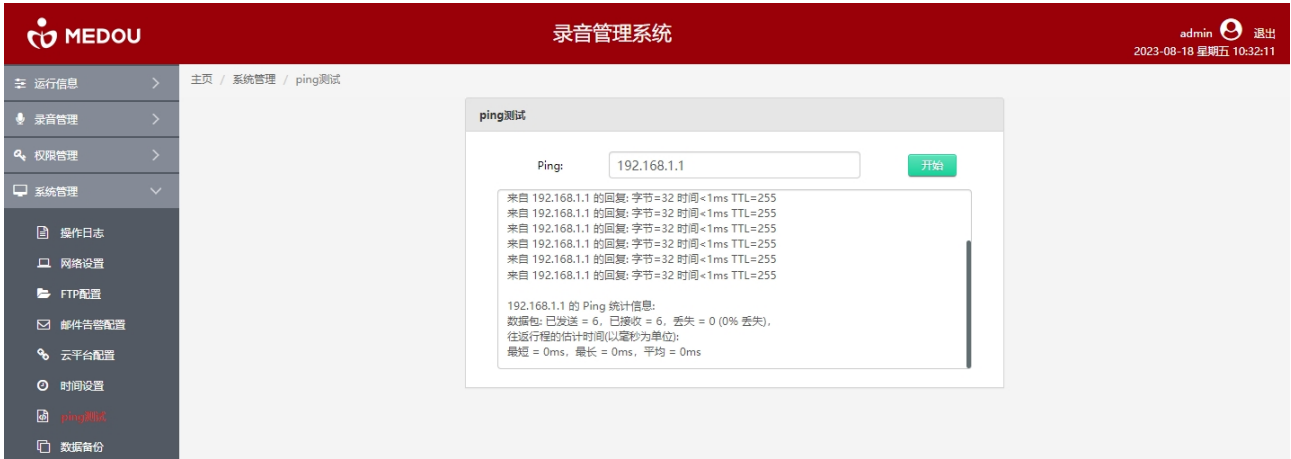 MEDOU
录音管理系统
admin 退出
2023-08-18 星期五 10:32:11
运行信息
录音管理
权限管理
系统管理
操作日志
网络设置
FTP配置
邮件告警配置
云平台配置
时间设置
ping测试
数据备份
主页 / 系统管理 / ping测试
ping测试
Ping: 192.168.1.1 开始
来自 192.168.1.1 的回复: 字节=32 时间<1ms TTL=255
来自 192.168.1.1 的回复: 字节=32 时间<1ms TTL=255
来自 192.168.1.1 的回复: 字节=32 时间<1ms TTL=255
来自 192.168.1.1 的回复: 字节=32 时间<1ms TTL=255
来自 192.168.1.1 的回复: 字节=32 时间<1ms TTL=255
来自 192.168.1.1 的回复: 字节=32 时间<1ms TTL=255
192.168.1.1 的 Ping 统计信息:
数据包: 已发送 = 6，已接收 = 6，丢失 = 0 (0% 丢失)，
往返行程的估计时间(以毫秒为单位):
最短 = 0ms，最长 = 0ms，平均 = 0ms